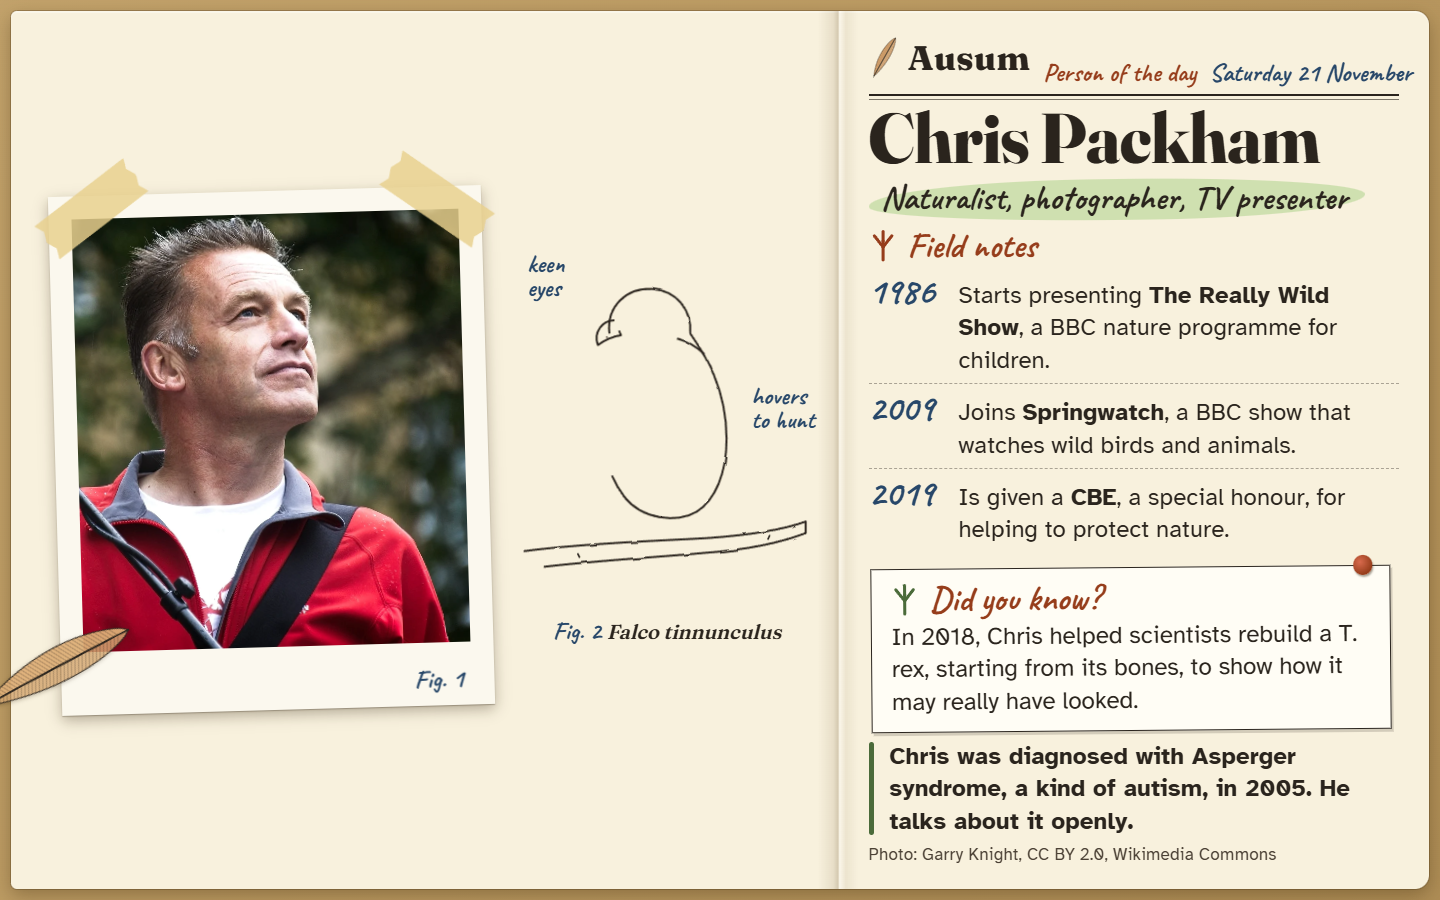 Ausum
Person of the day
Saturday 21 November
Chris Packham
Naturalist, photographer, TV presenter
Field notes
1986
Starts presenting The Really Wild
Show, a BBC nature programme for
children.
2009
Joins Springwatch, a BBC show that
watches wild birds and animals.
2019
Is given a CBE, a special honour, for
helping to protect nature.
Did you know?
In 2018, Chris helped scientists rebuild a T.
rex, starting from its bones, to show how it
may really have looked.
Chris was diagnosed with Asperger
syndrome, a kind of autism, in 2005. He
talks about it openly.
Photo: Garry Knight, CC BY 2.0, Wikimedia Commons
keen
eyes
hovers
to hunt
Fig. 2 Falco tinnunculus
Fig. 1